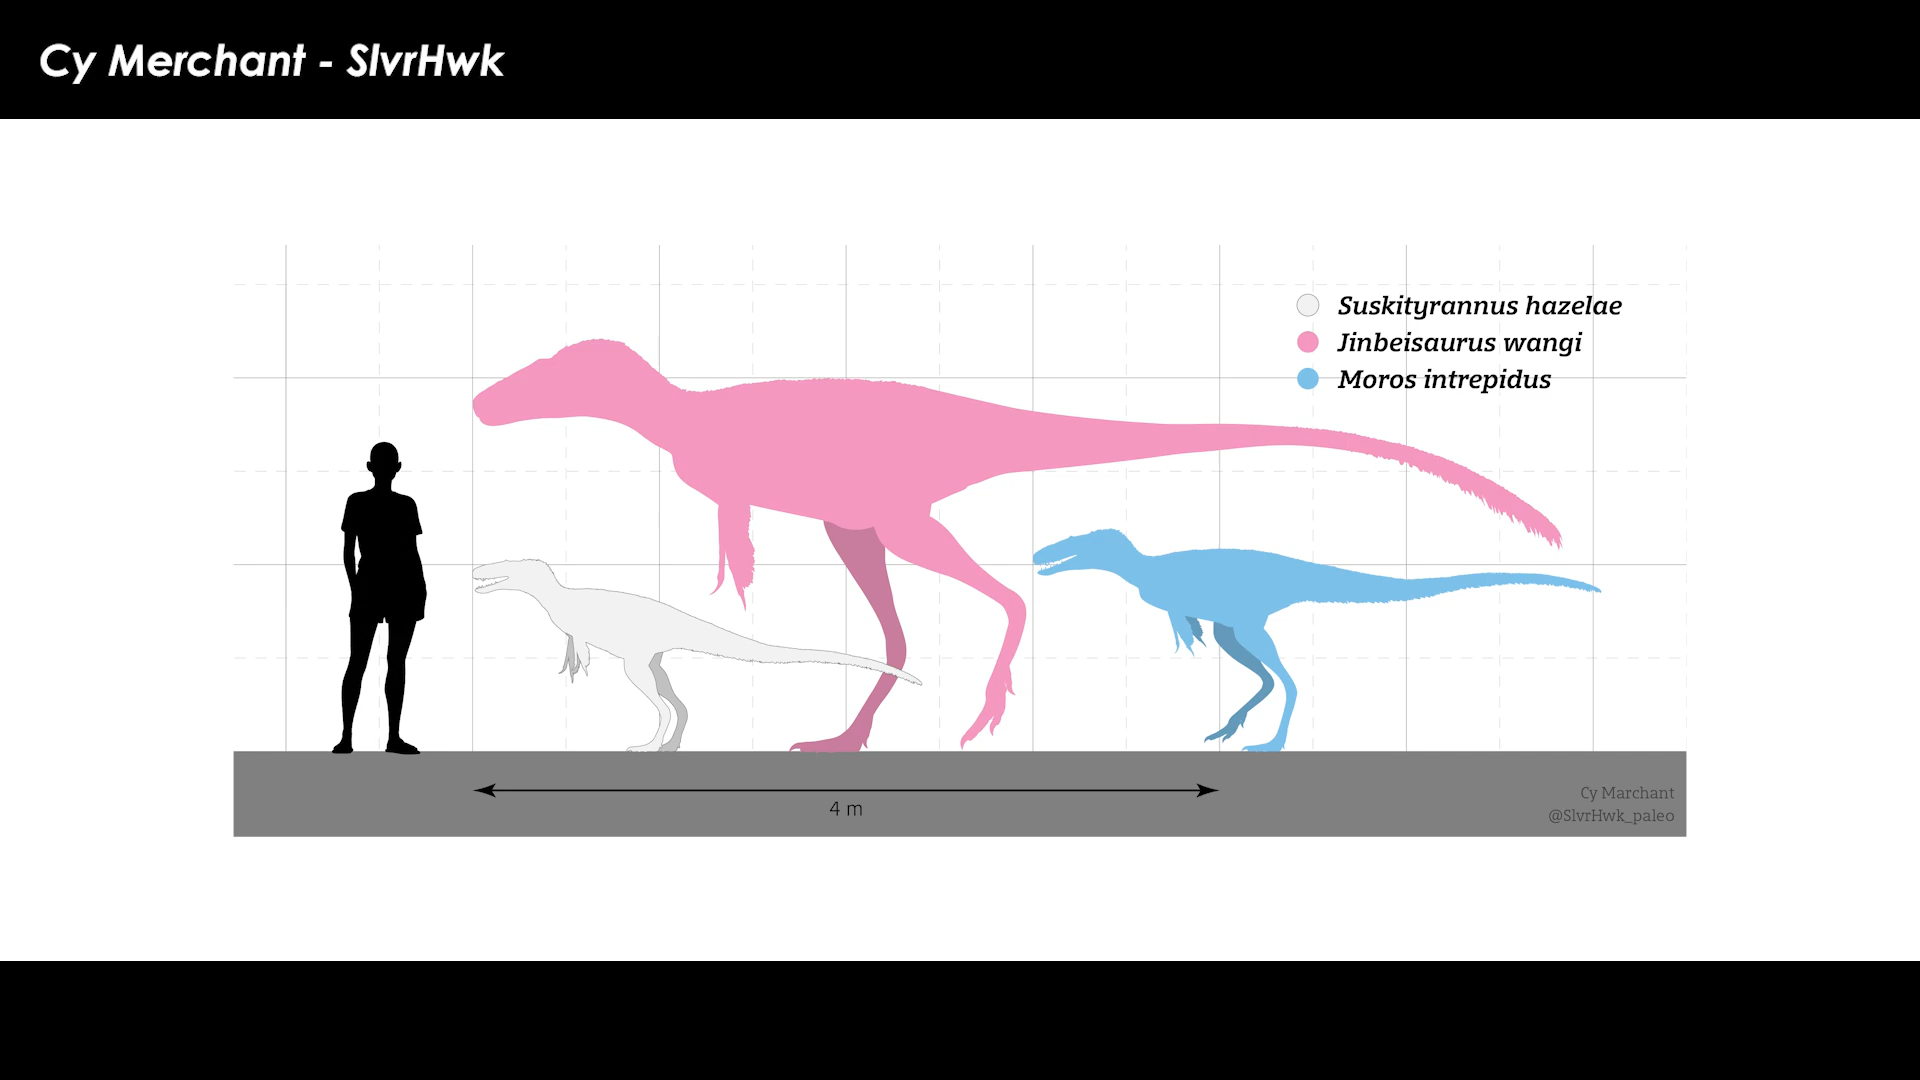 Cy Merchant - SlvrHwk
Suskityrannus hazelae
Jinbeisaurus wangi
Moros intrepidus
4 m
Cy Marchant
@SlvrHwk_paleo